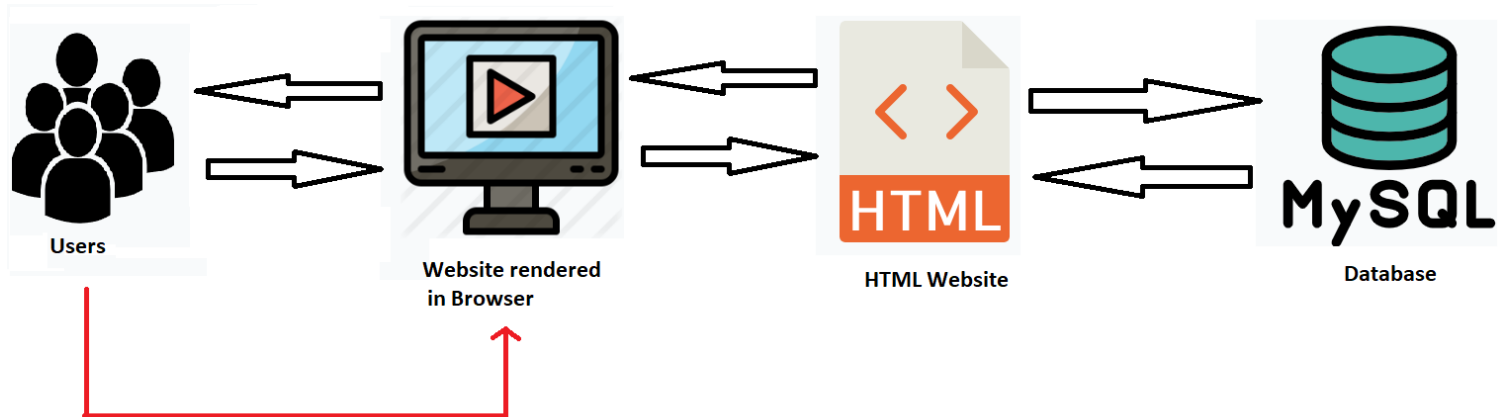 HTML
MySQL
Users
Website rendered
in Browser
HTML Website
Database